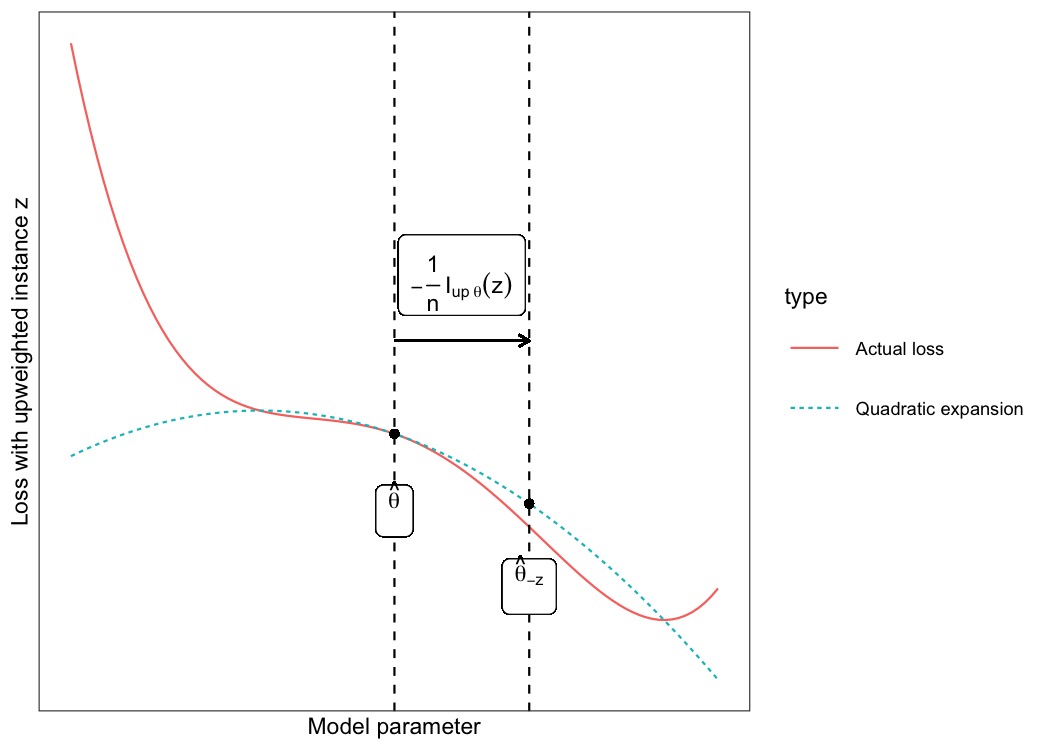 Loss with upweighted instance z
−1/n I_up θ(z)
θ̂
θ̂_−z
Model parameter
type
Actual loss
Quadratic expansion